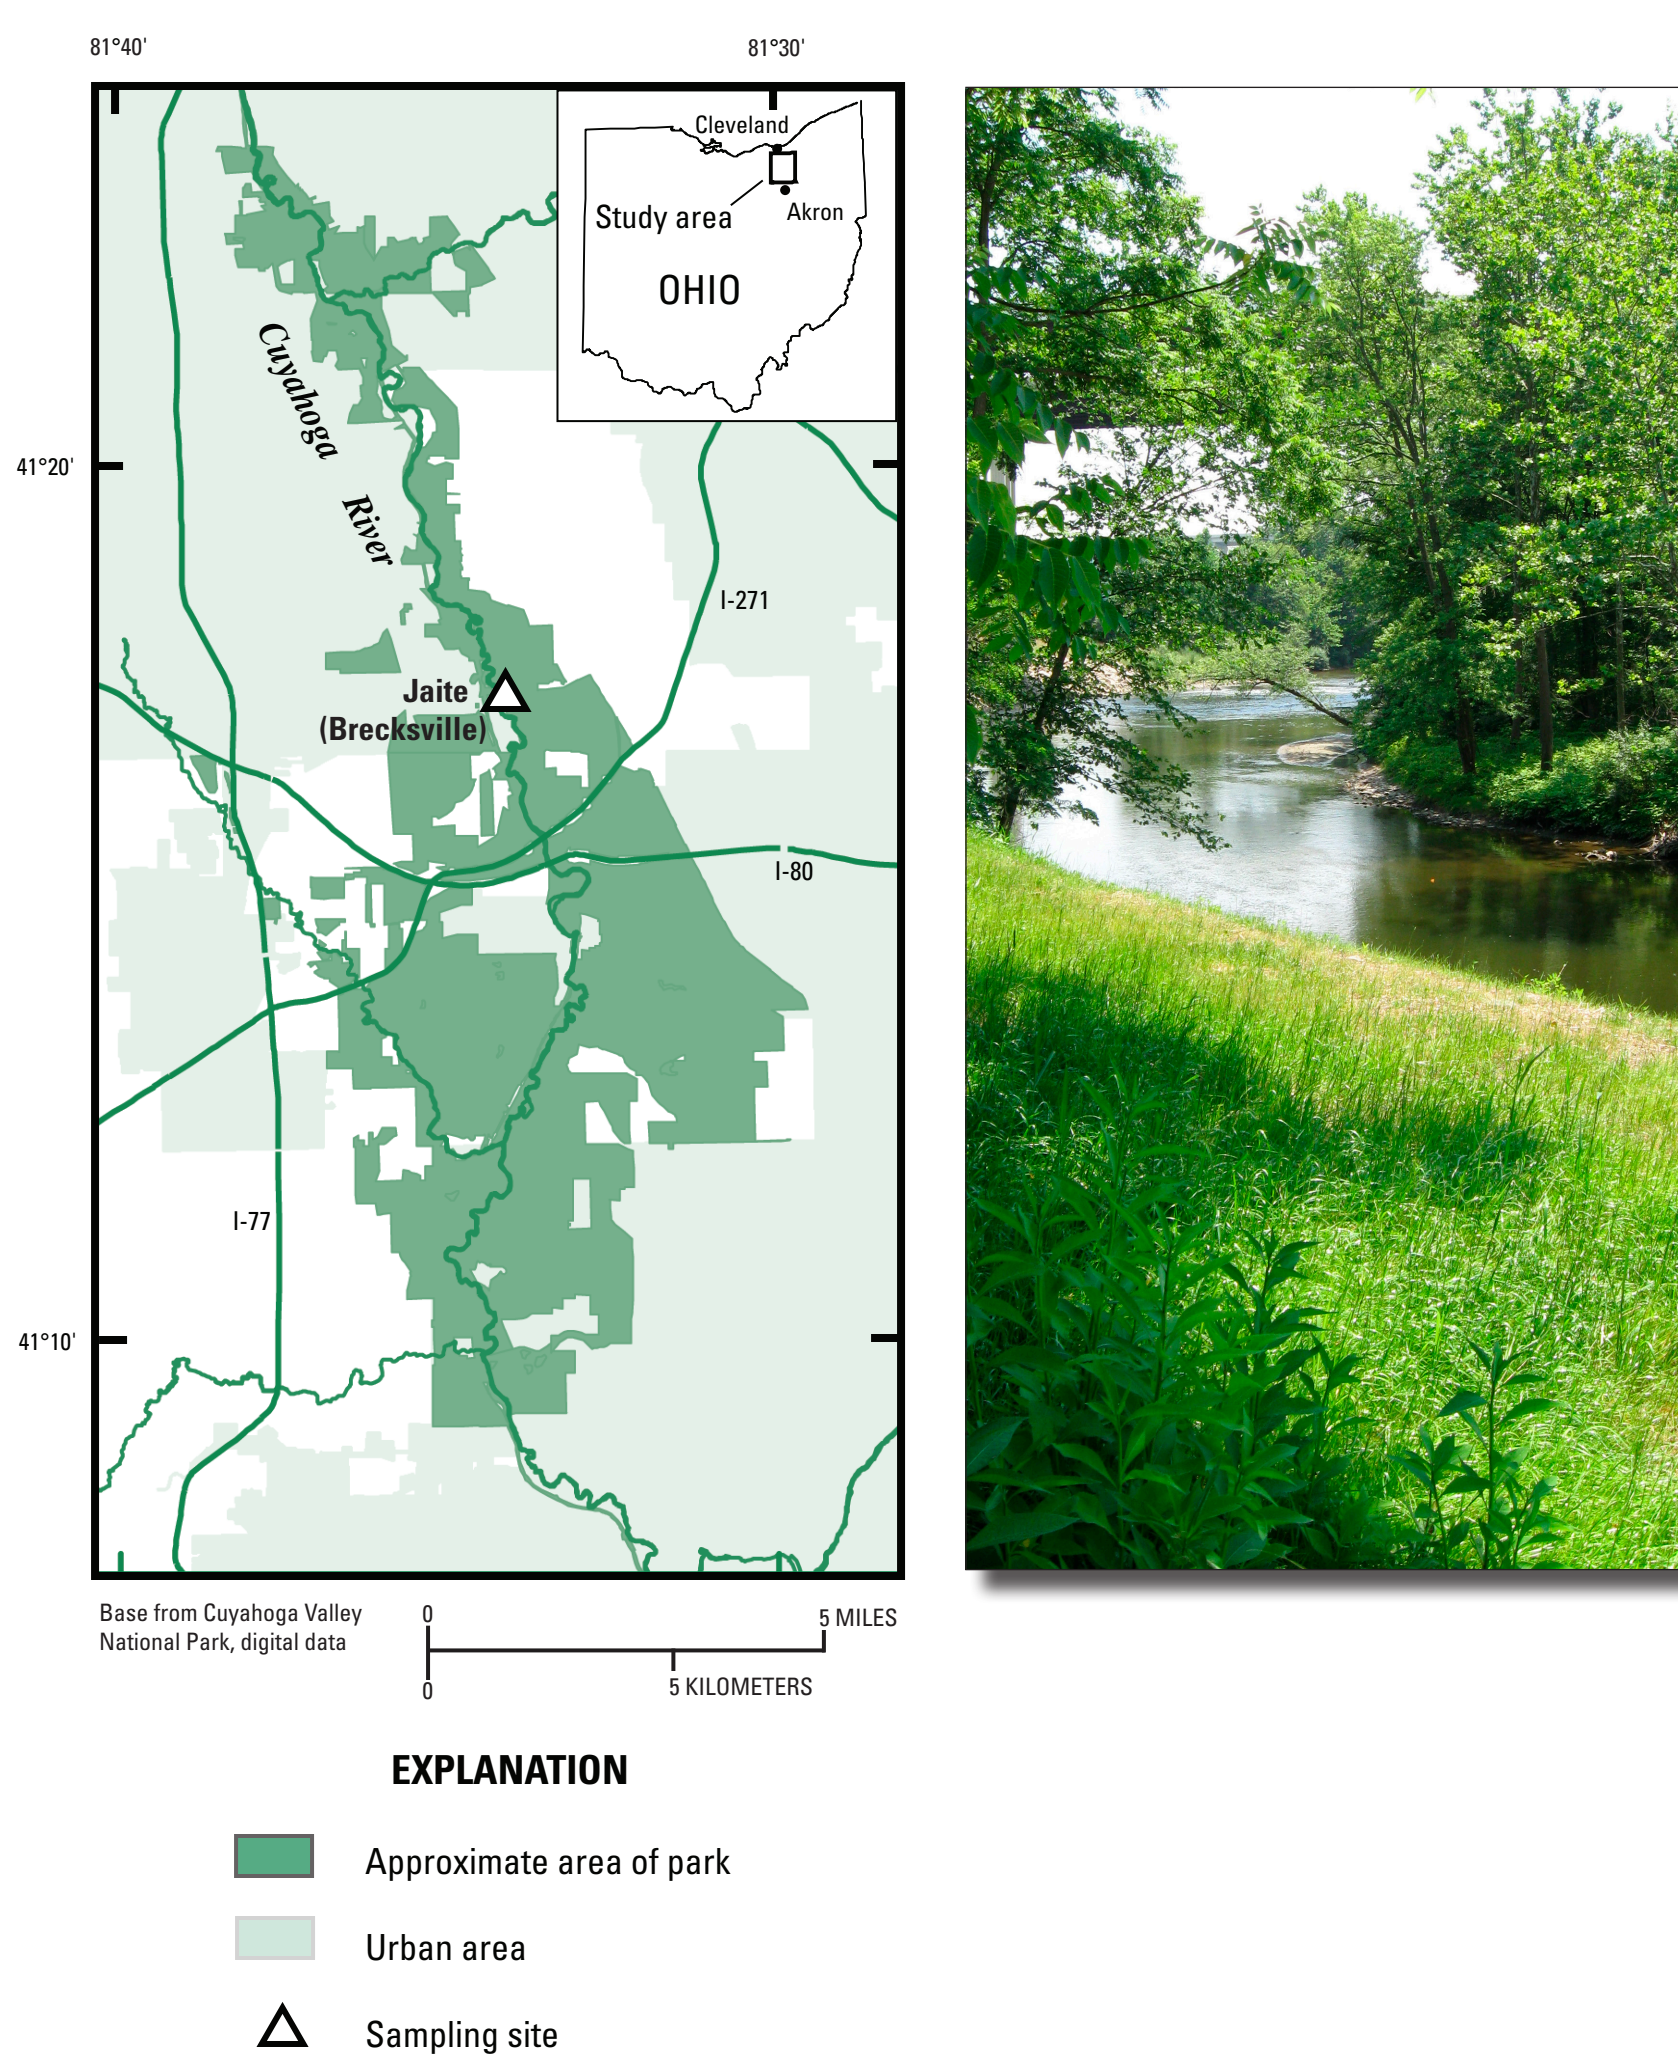 81°40'
81°30'
Cleveland
Study area
Akron
OHIO
Cuyahoga
River
41°20'
I-271
Jaite
(Brecksville)
I-80
I-77
41°10'
Base from Cuyahoga Valley
National Park, digital data
0
5 MILES
0
5 KILOMETERS
EXPLANATION
Approximate area of park
Urban area
Sampling site